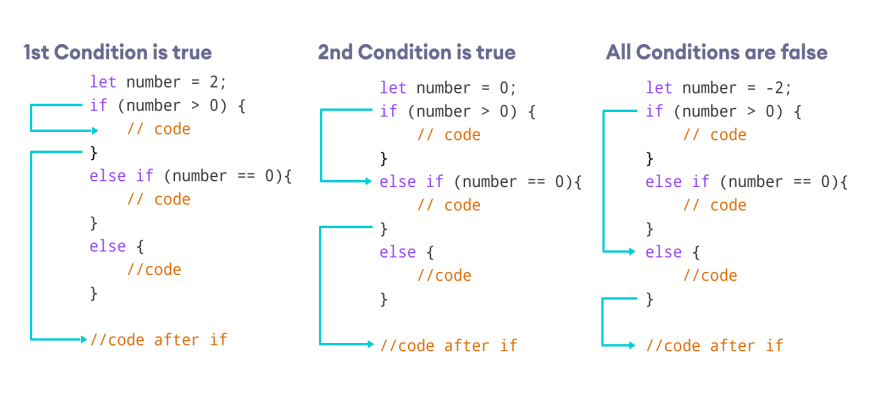 1st Condition is true
let number = 2;
if (number > 0) {
// code
}
else if (number == 0){
// code
}
else {
//code
}
//code after if
2nd Condition is true
let number = 0;
if (number > 0) {
// code
}
else if (number == 0){
// code
}
else {
//code
}
//code after if
All Conditions are false
let number = -2;
if (number > 0) {
// code
}
else if (number == 0){
// code
}
else {
//code
}
//code after if